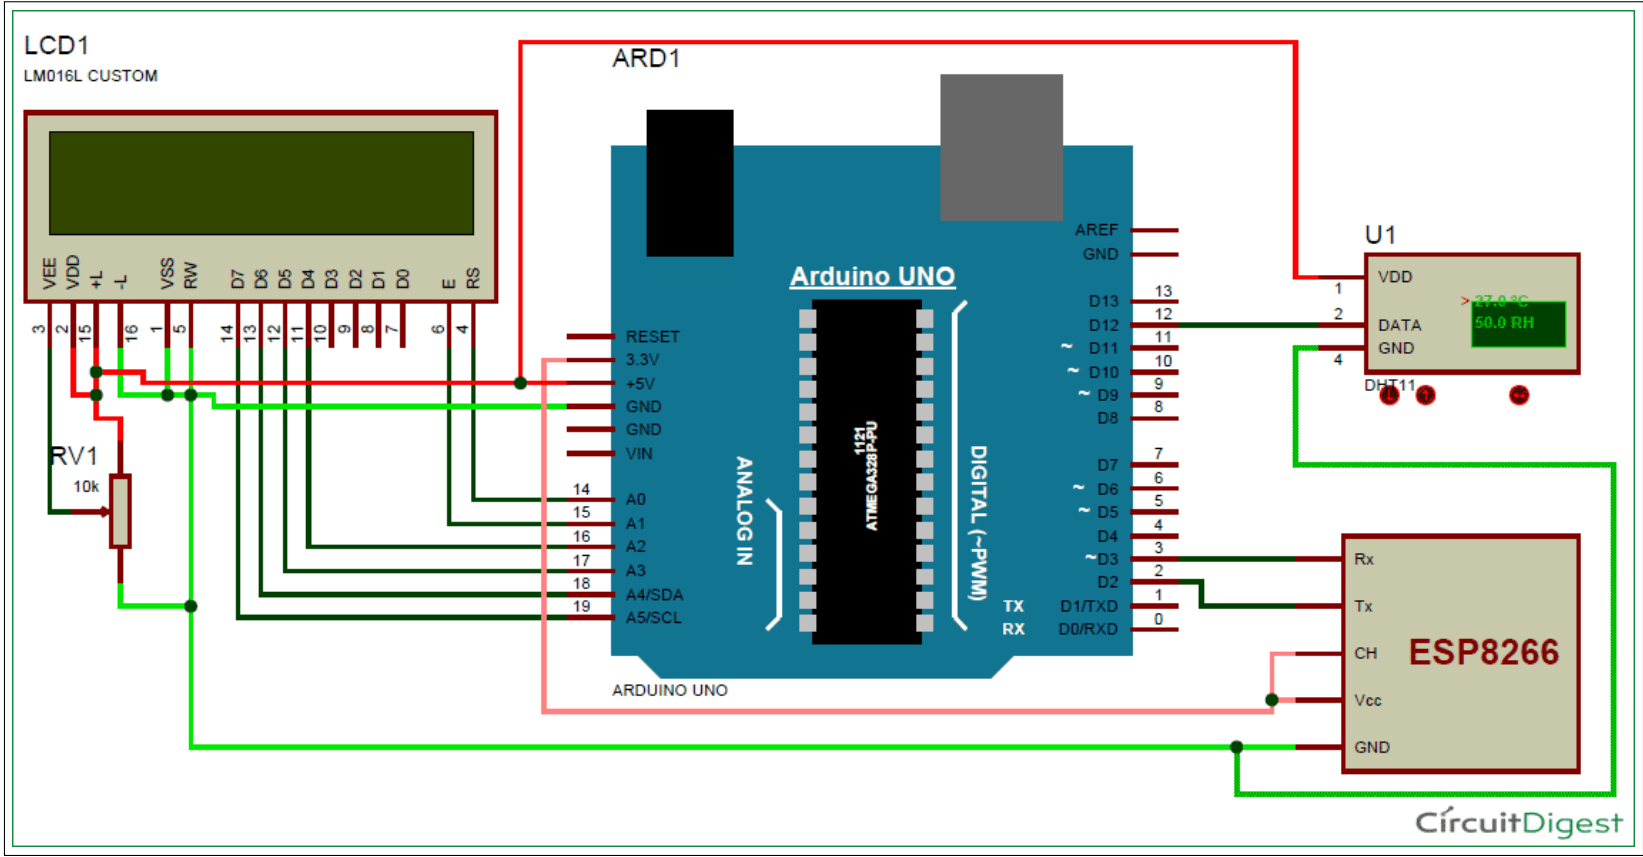 LCD1
LM016L CUSTOM
VEE
VDD
+L
-L
VSS
RW
D7
D6
D5
D4
D3
D2
D1
D0
E
RS
3
2
15
16
1
5
14
13
12
11
10
9
8
7
6
4
RV1
10k
ARD1
Arduino UNO
RESET
3.3V
+5V
GND
GND
VIN
14 A0
15 A1
16 A2
17 A3
18 A4/SDA
19 A5/SCL
ANALOG IN
1121
ATMEGA328P-PU
DIGITAL (~PWM)
AREF
GND
D13 13
D12 12
~ D11 11
~ D10 10
~ D9 9
D8 8
D7 7
~ D6 6
~ D5 5
D4 4
~D3 3
D2 2
TX D1/TXD 1
RX D0/RXD 0
ARDUINO UNO
U1
1 VDD
2 DATA
4 GND
> 27.0 °C
50.0 RH
DHT11
Rx
Tx
CH
Vcc
GND
ESP8266
CircuitDigest